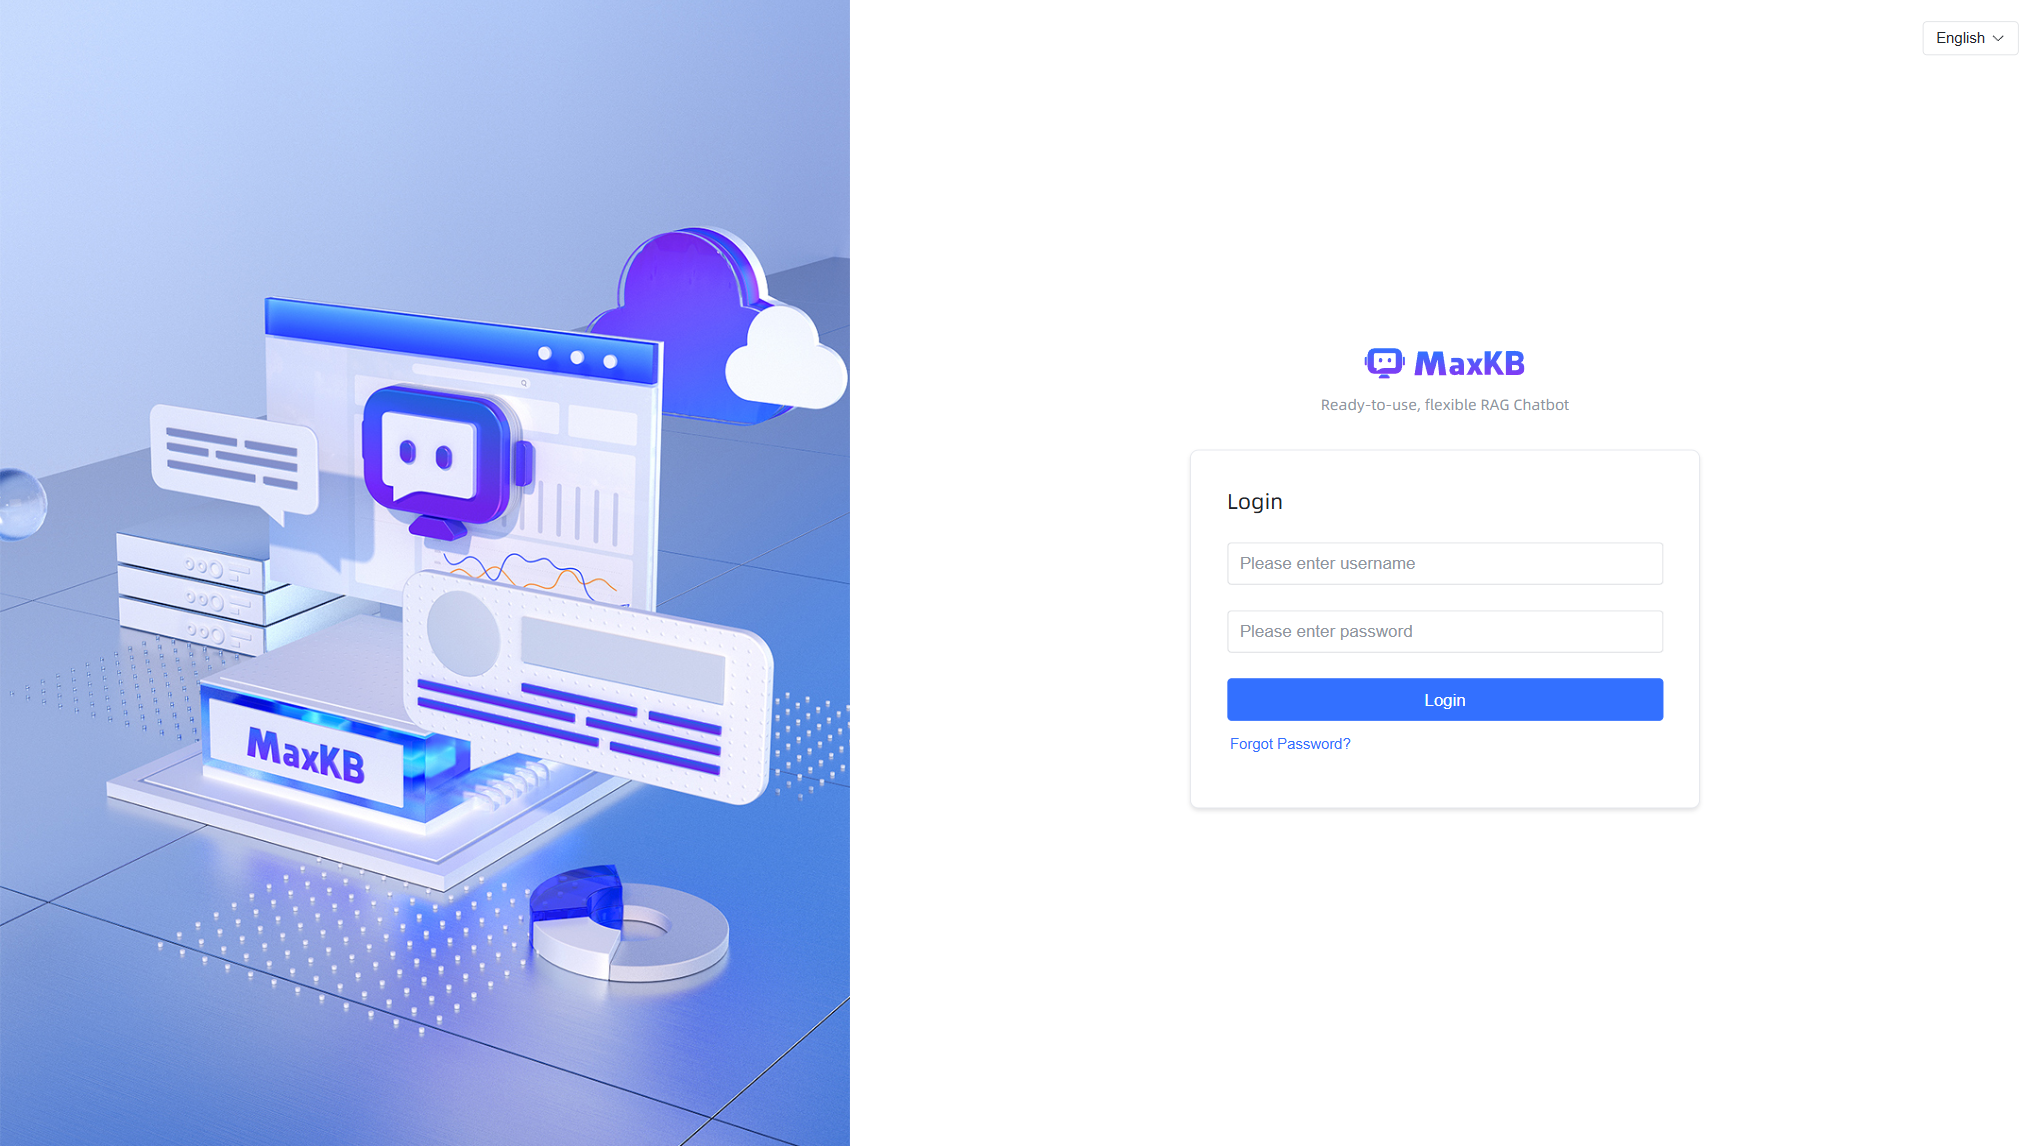 English
MaxKB
Ready-to-use, flexible RAG Chatbot
Login
Please enter username
Please enter password
Login
Forgot Password?
MaxKB